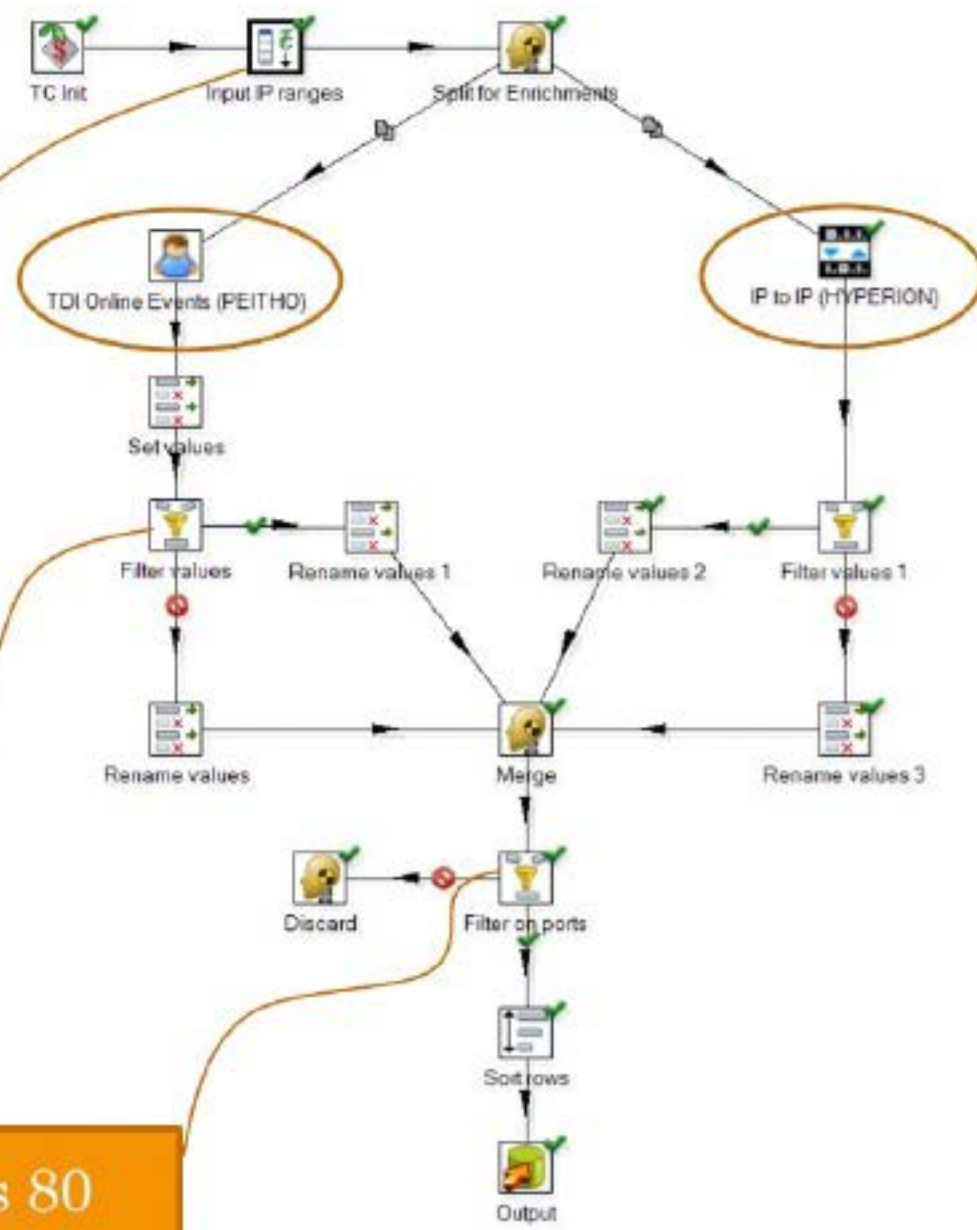 TC Init
Input IP ranges
Split for Enrichments
TDI Online Events (PEITHO)
IP to IP (HYPERION)
Set values
Filter values
Rename values 1
Rename values 2
Filter values 1
Rename values
Merge
Rename values 3
Discard
Filter on ports
Sort rows
s 80
Output